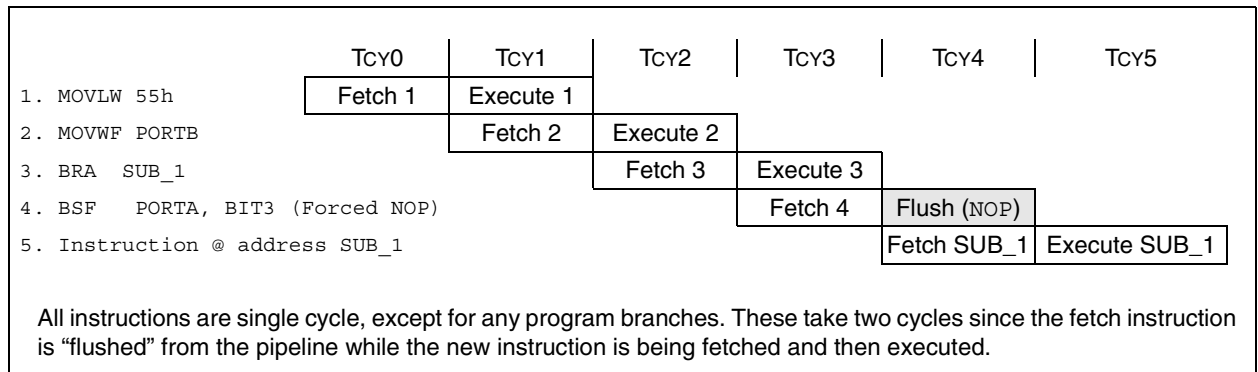 TCY0 TCY1 TCY2 TCY3 TCY4 TCY5
1. MOVLW 55h Fetch 1 Execute 1
2. MOVWF PORTB Fetch 2 Execute 2
3. BRA SUB_1 Fetch 3 Execute 3
4. BSF PORTA, BIT3 (Forced NOP) Fetch 4 Flush (NOP)
5. Instruction @ address SUB_1 Fetch SUB_1 Execute SUB_1
All instructions are single cycle, except for any program branches. These take two cycles since the fetch instruction
is “flushed” from the pipeline while the new instruction is being fetched and then executed.